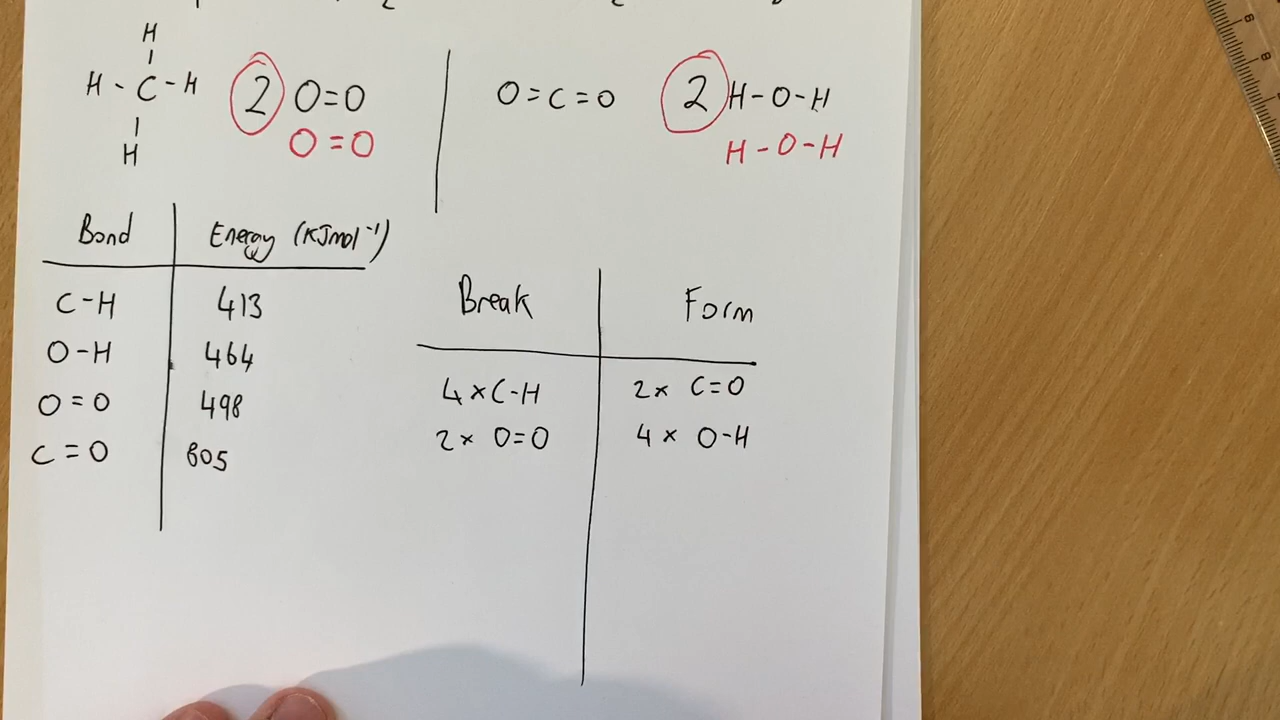 H
H - C - H 2 O=O
O=O
H
O=C=O 2 H-O-H
H-O-H
Bond Energy (KJmol⁻¹)
C-H 413
O-H 464
O=O 498
C=O 805
Break Form
4×C-H 2× C=O
2× O=O 4× O-H